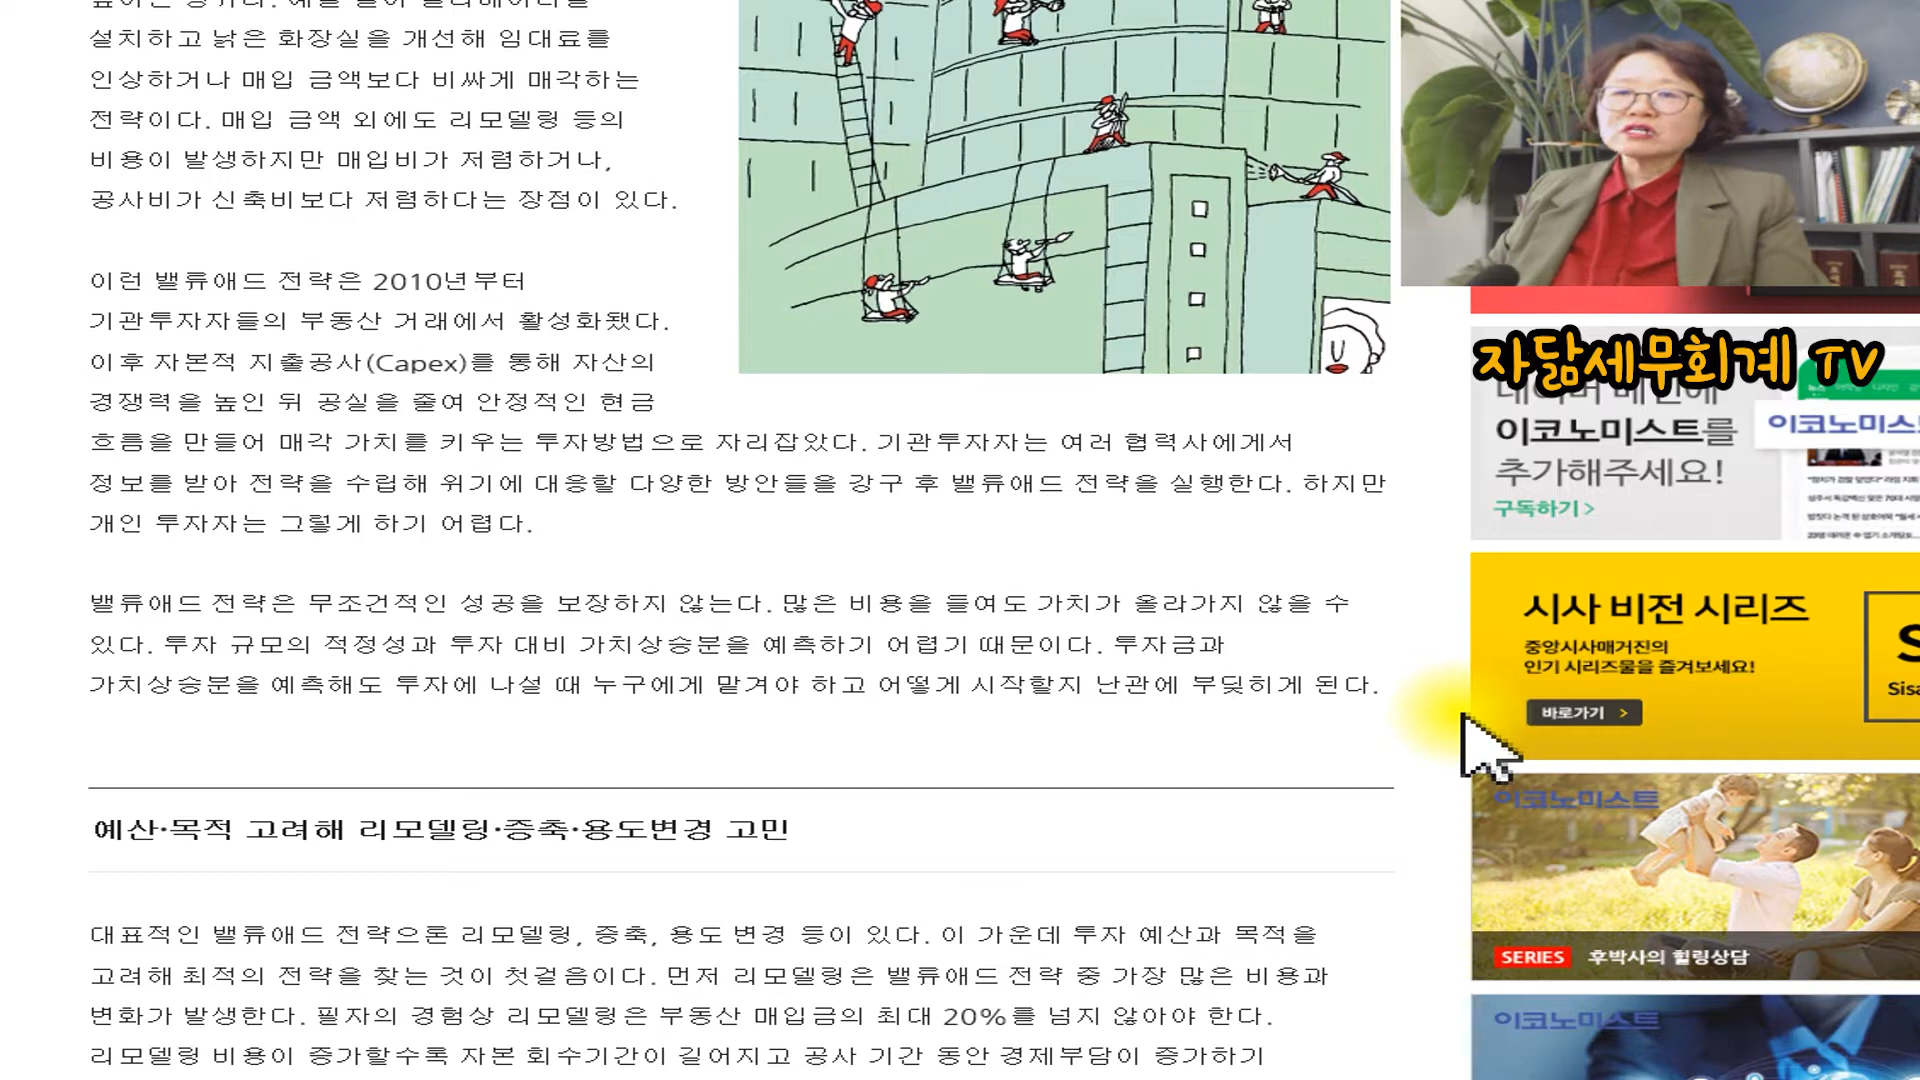 설치하고 낡은 화장실을 개선해 임대료를
인상하거나 매입 금액보다 비싸게 매각하는
전략이다. 매입 금액 외에도 리모델링 등의
비용이 발생하지만 매입비가 저렴하거나,
공사비가 신축비보다 저렴하다는 장점이 있다.
이런 밸류애드 전략은 2010년부터
기관투자자들의 부동산 거래에서 활성화됐다.
이후 자본적 지출공사(Capex)를 통해 자산의
경쟁력을 높인 뒤 공실을 줄여 안정적인 현금
흐름을 만들어 매각 가치를 키우는 투자방법으로 자리잡았다. 기관투자자는 여러 협력사에게서
정보를 받아 전략을 수립해 위기에 대응할 다양한 방안들을 강구 후 밸류애드 전략을 실행한다. 하지만
개인 투자자는 그렇게 하기 어렵다.
밸류애드 전략은 무조건적인 성공을 보장하지 않는다. 많은 비용을 들여도 가치가 올라가지 않을 수
있다. 투자 규모의 적정성과 투자 대비 가치상승분을 예측하기 어렵기 때문이다. 투자금과
가치상승분을 예측해도 투자에 나설 때 누구에게 맡겨야 하고 어떻게 시작할지 난관에 부딪히게 된다.
예산·목적 고려해 리모델링·증축·용도변경 고민
대표적인 밸류애드 전략으론 리모델링, 증축, 용도 변경 등이 있다. 이 가운데 투자 예산과 목적을
고려해 최적의 전략을 찾는 것이 첫걸음이다. 먼저 리모델링은 밸류애드 전략 중 가장 많은 비용과
변화가 발생한다. 필자의 경험상 리모델링은 부동산 매입금의 최대 20%를 넘지 않아야 한다.
리모델링 비용이 증가할수록 자본 회수기간이 길어지고 공사 기간 동안 경제부담이 증가하기
자닮세무회계 TV
네이버 메인에
이코노미스트를
추가해주세요!
구독하기 >
이코노미스
시사 비전 시리즈
중앙시사매거진의
인기 시리즈물을 즐겨보세요!
바로가기 >
S
Sisa
이코노미스트
SERIES 후박사의 힐링상담
이코노미스트